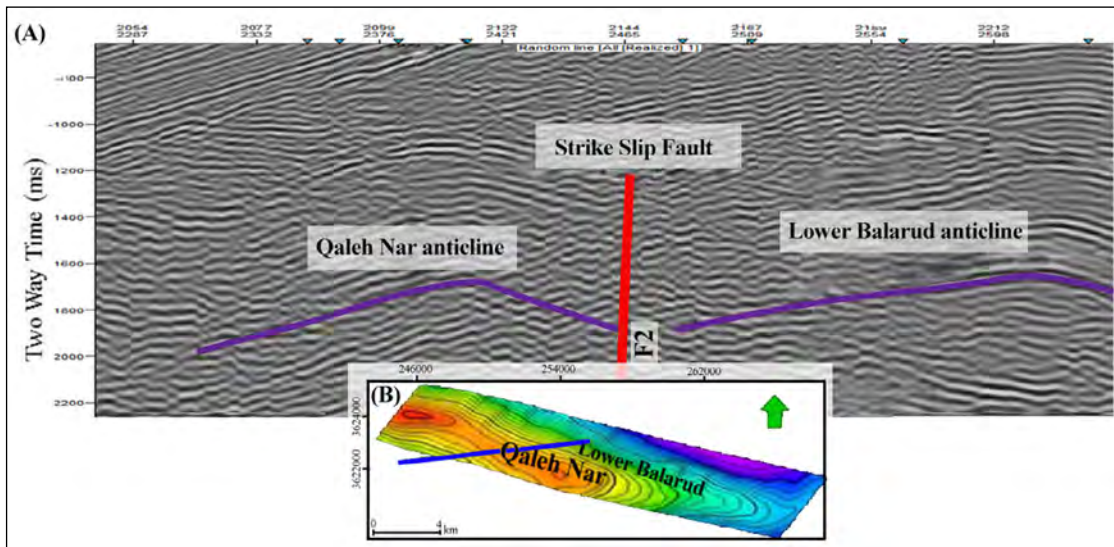 (A)
2054 2077 2099 2122 2144 2167 2212
2287 2332 2376 2421 2465 2509 2554 2598
Random line [All (Realized) 1]
Two Way Time (ms)
-1000
1200
1400
1600
1800
2000
2200
Strike Slip Fault
Qaleh Nar anticline
Lower Balarud anticline
F2
246000 254000 262000
(B)
3624000
3622000
Qaleh Nar
Lower Balarud
0 4
km